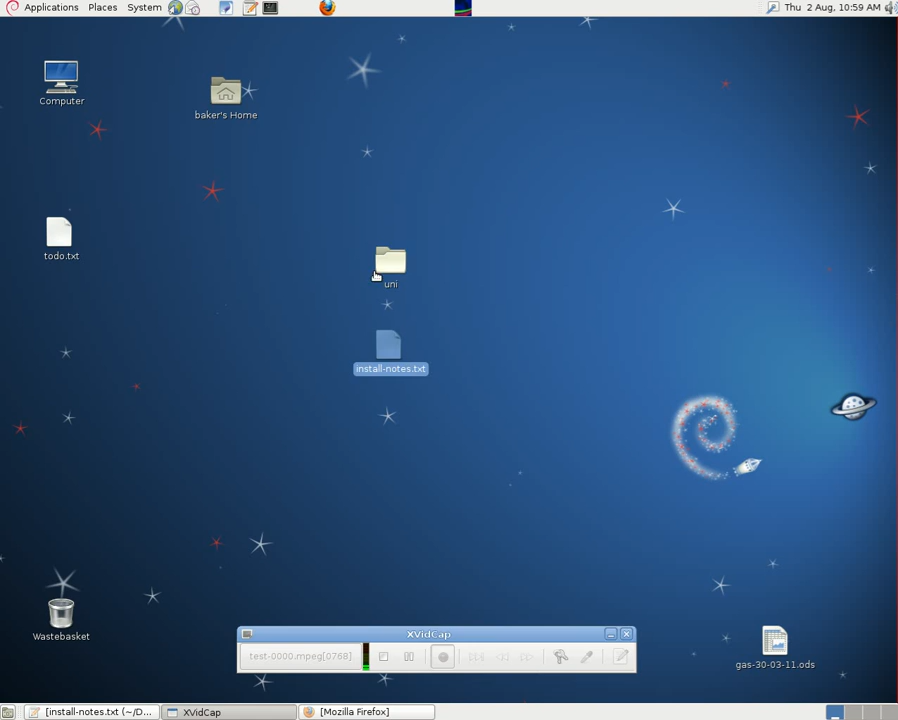 Applications Places System
Thu 2 Aug, 10:59 AM
Computer
baker's Home
todo.txt
uni
install-notes.txt
Wastebasket
XVidCap
test-0000.mpeg[0768]
gas-30-03-11.ods
[install-notes.txt (~/D...
XVidCap
[Mozilla Firefox]